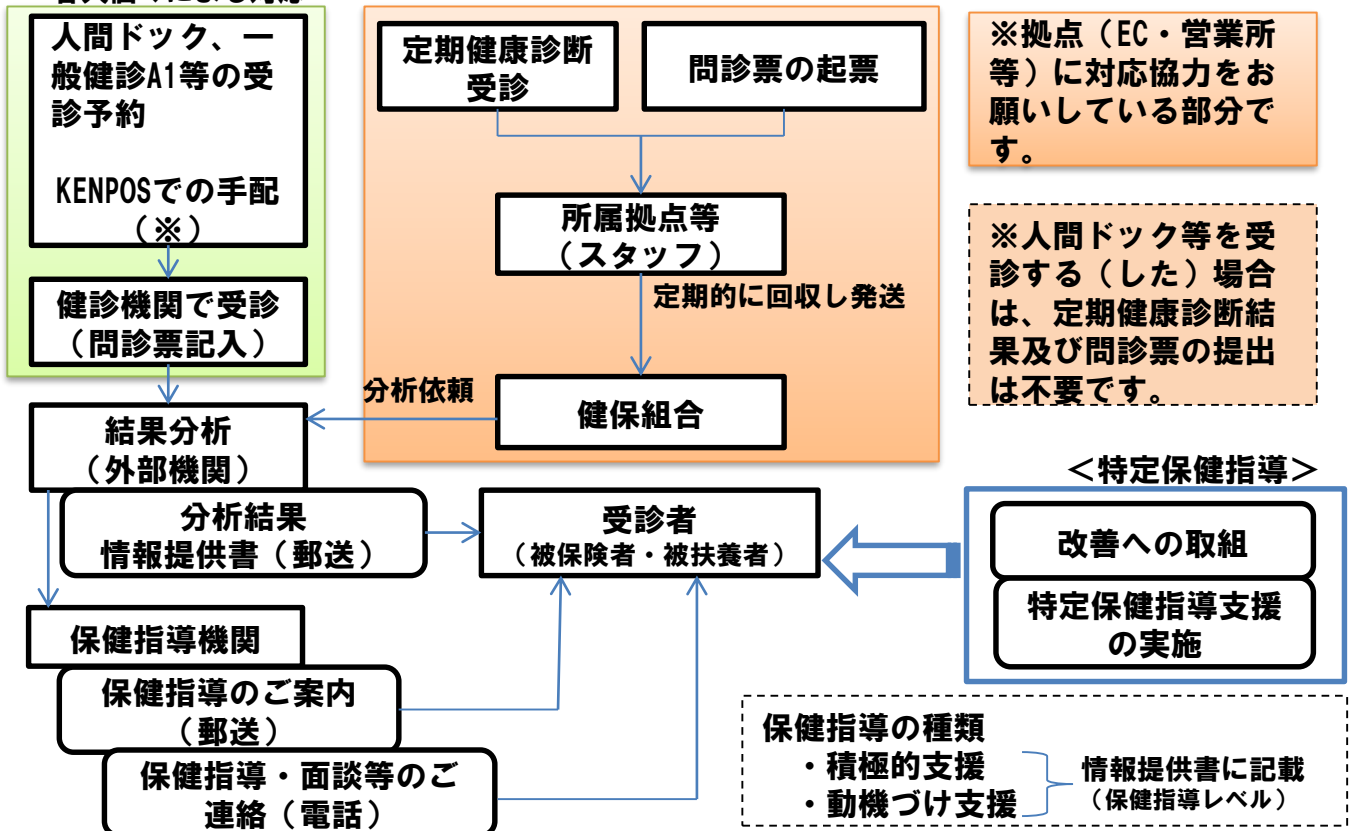 人間ドック、一
般健診A1等の受
診予約
KENPOSでの手配
（※）
健診機関で受診
（問診票記入）
定期健康診断
受診
問診票の起票
所属拠点等
（スタッフ）
定期的に回収し発送
健保組合
分析依頼
※拠点（EC・営業所
等）に対応協力をお
願いしている部分で
す。
※人間ドック等を受
診する（した）場合
は、定期健康診断結
果及び問診票の提出
は不要です。
結果分析
（外部機関）
分析結果
情報提供書（郵送）
受診者
（被保険者・被扶養者）
＜特定保健指導＞
改善への取組
特定保健指導支援
の実施
保健指導機関
保健指導のご案内
（郵送）
保健指導・面談等のご
連絡（電話）
保健指導の種類
・積極的支援
・動機づけ支援
情報提供書に記載
（保健指導レベル）